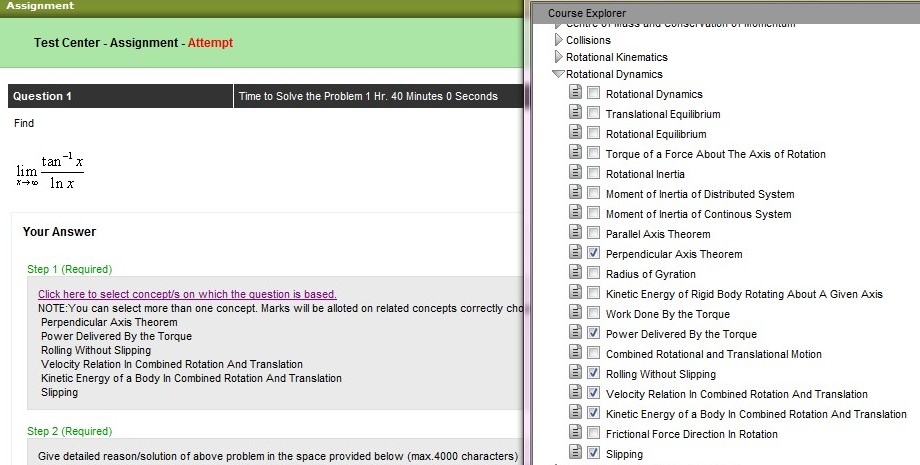 Assignment
Test Center - Assignment - Attempt
Question 1
Time to Solve the Problem 1 Hr. 40 Minutes 0 Seconds
Find
lim x→∞ tan⁻¹ x / ln x
Your Answer
Step 1 (Required)
Click here to select concept/s on which the question is based.
NOTE:You can select more than one concept. Marks will be alloted on related concepts correctly cho
Perpendicular Axis Theorem
Power Delivered By the Torque
Rolling Without Slipping
Velocity Relation In Combined Rotation And Translation
Kinetic Energy of a Body In Combined Rotation And Translation
Slipping
Step 2 (Required)
Give detailed reason/solution of above problem in the space provided below (max.4000 characters)
Course Explorer
Centre of Mass and Conservation of Momentum
Collisions
Rotational Kinematics
Rotational Dynamics
Rotational Dynamics
Translational Equilibrium
Rotational Equilibrium
Torque of a Force About The Axis of Rotation
Rotational Inertia
Moment of Inertia of Distributed System
Moment of Inertia of Continous System
Parallel Axis Theorem
Perpendicular Axis Theorem
Radius of Gyration
Kinetic Energy of Rigid Body Rotating About A Given Axis
Work Done By the Torque
Power Delivered By the Torque
Combined Rotational and Translational Motion
Rolling Without Slipping
Velocity Relation In Combined Rotation And Translation
Kinetic Energy of a Body In Combined Rotation And Translation
Frictional Force Direction In Rotation
Slipping